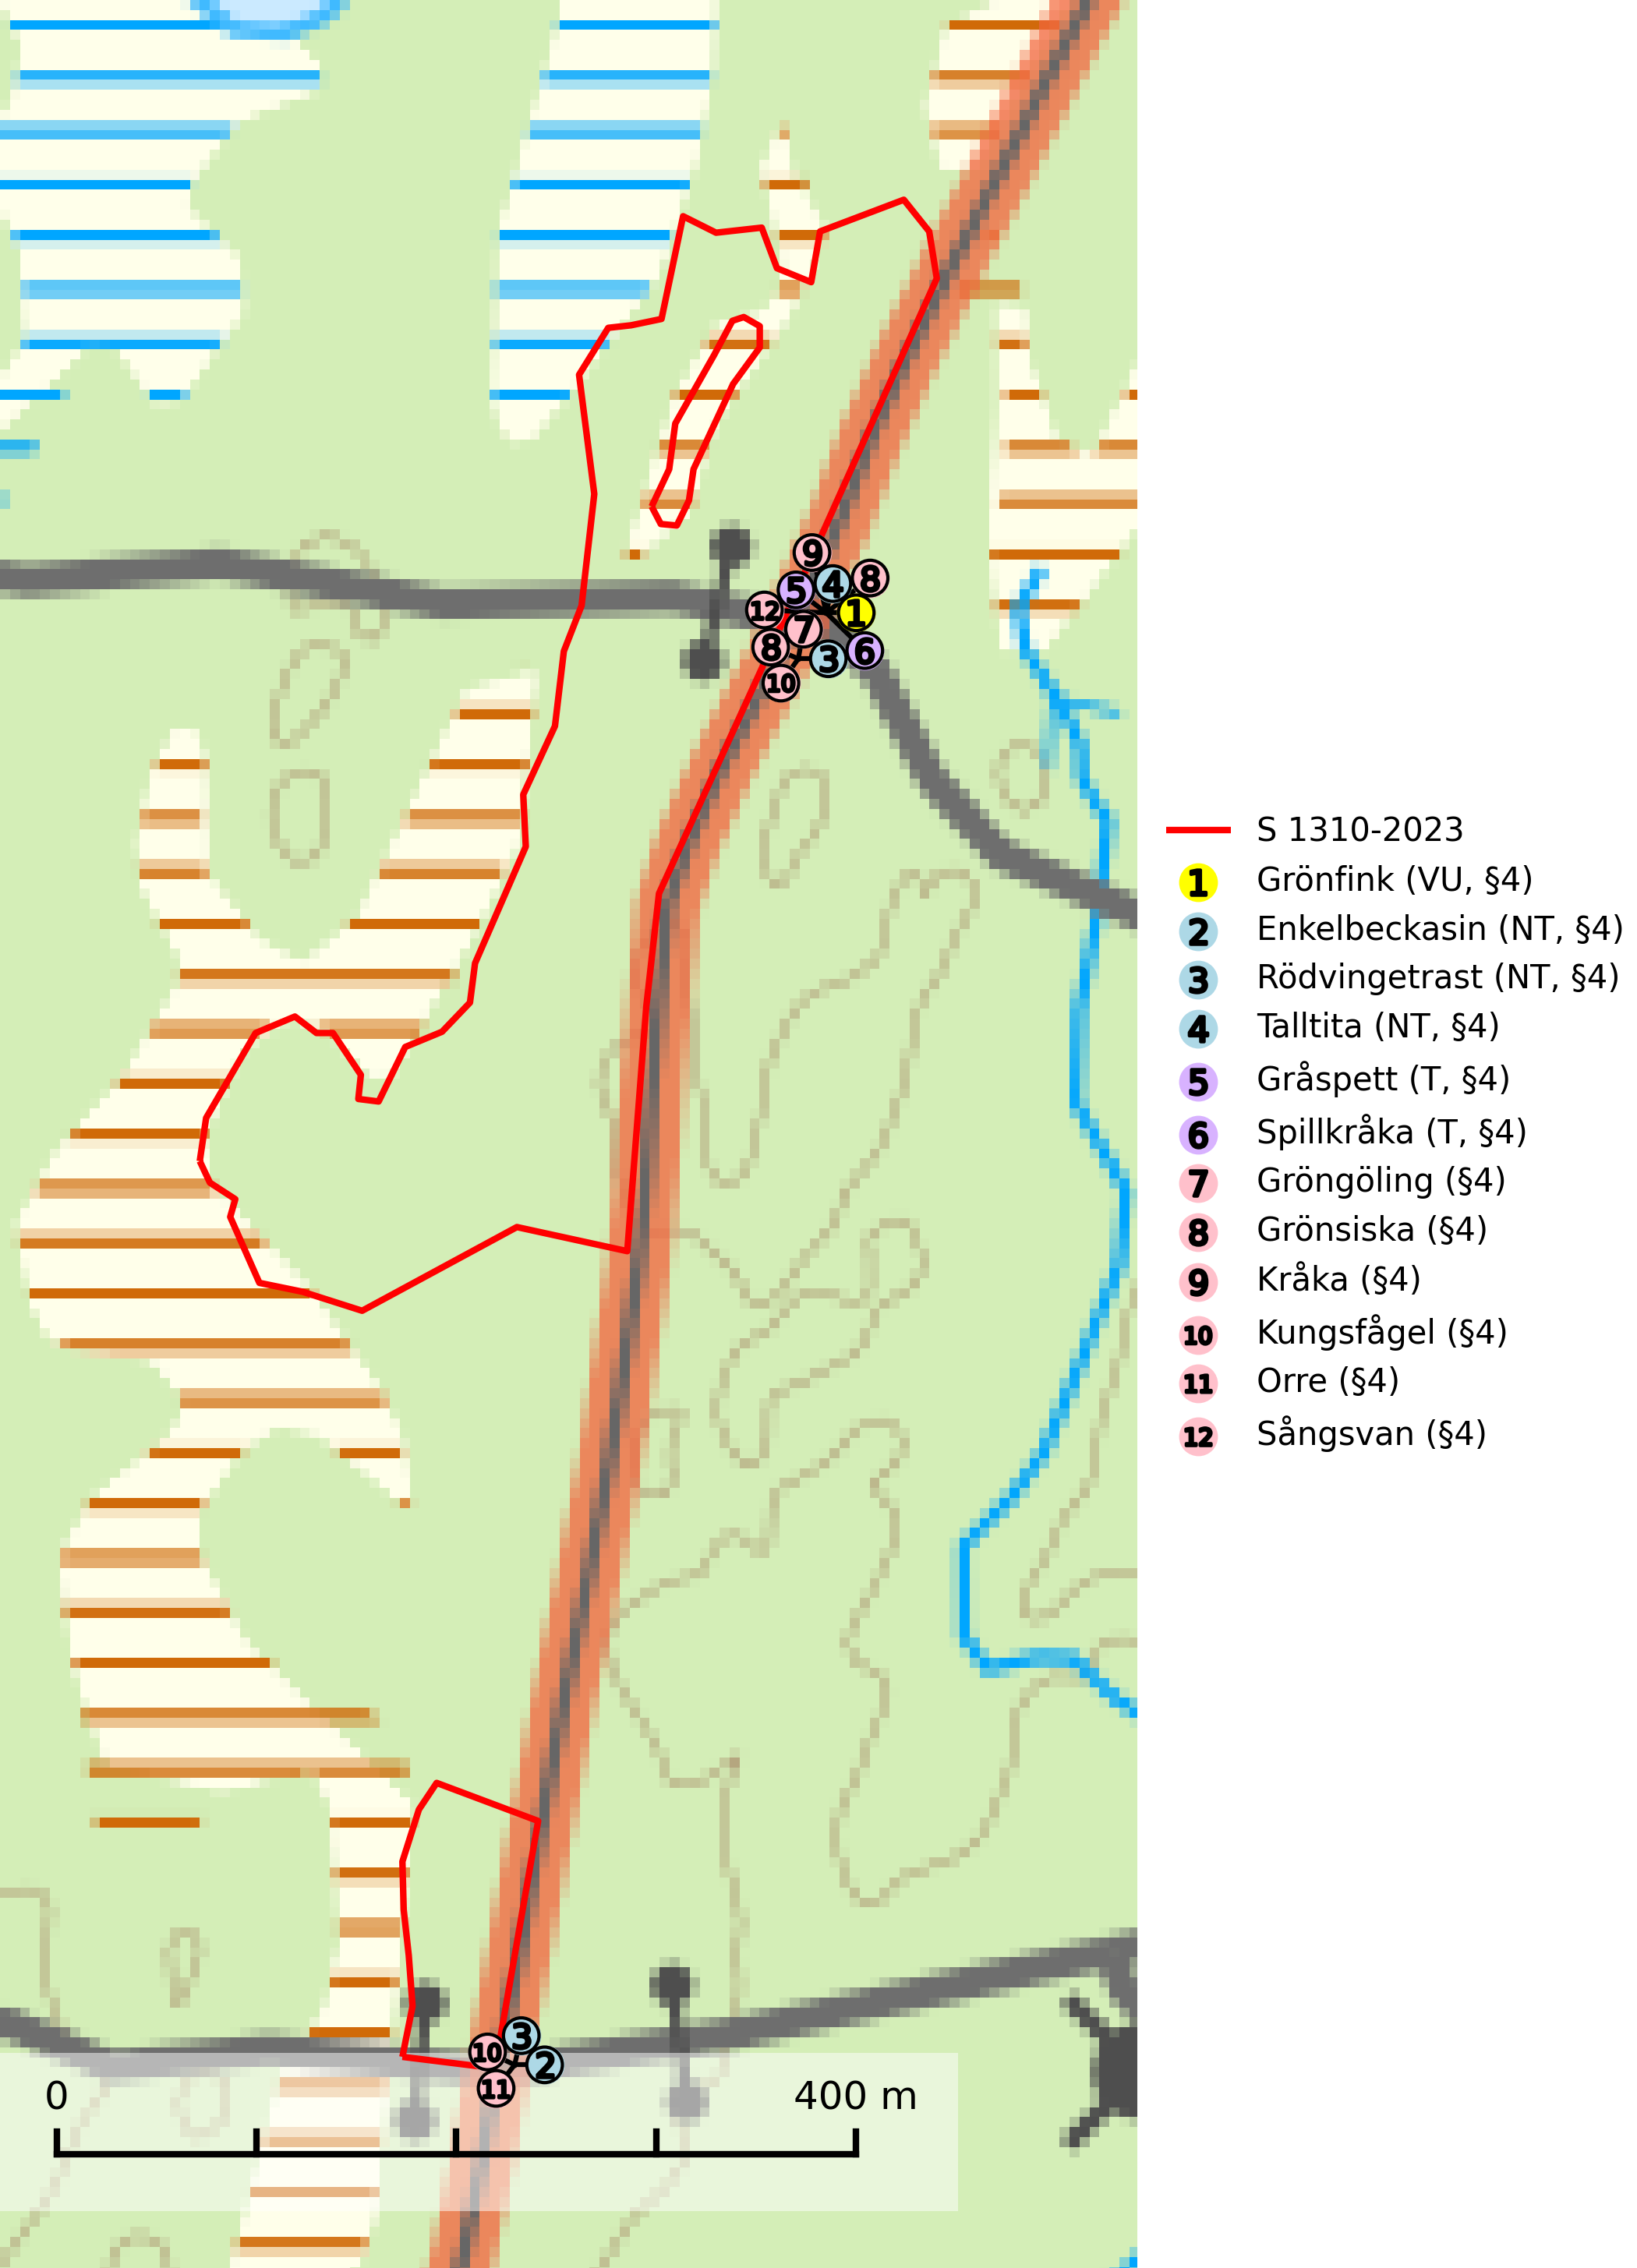 9
5
4
8
12
7
1
8
3
6
10
S 1310-2023
1 Grönfink (VU, §4)
2 Enkelbeckasin (NT, §4)
3 Rödvingetrast (NT, §4)
4 Talltita (NT, §4)
5 Gråspett (T, §4)
6 Spillkråka (T, §4)
7 Gröngöling (§4)
8 Grönsiska (§4)
9 Kråka (§4)
10 Kungsfågel (§4)
11 Orre (§4)
12 Sångsvan (§4)
3
10
2
11
0 400 m